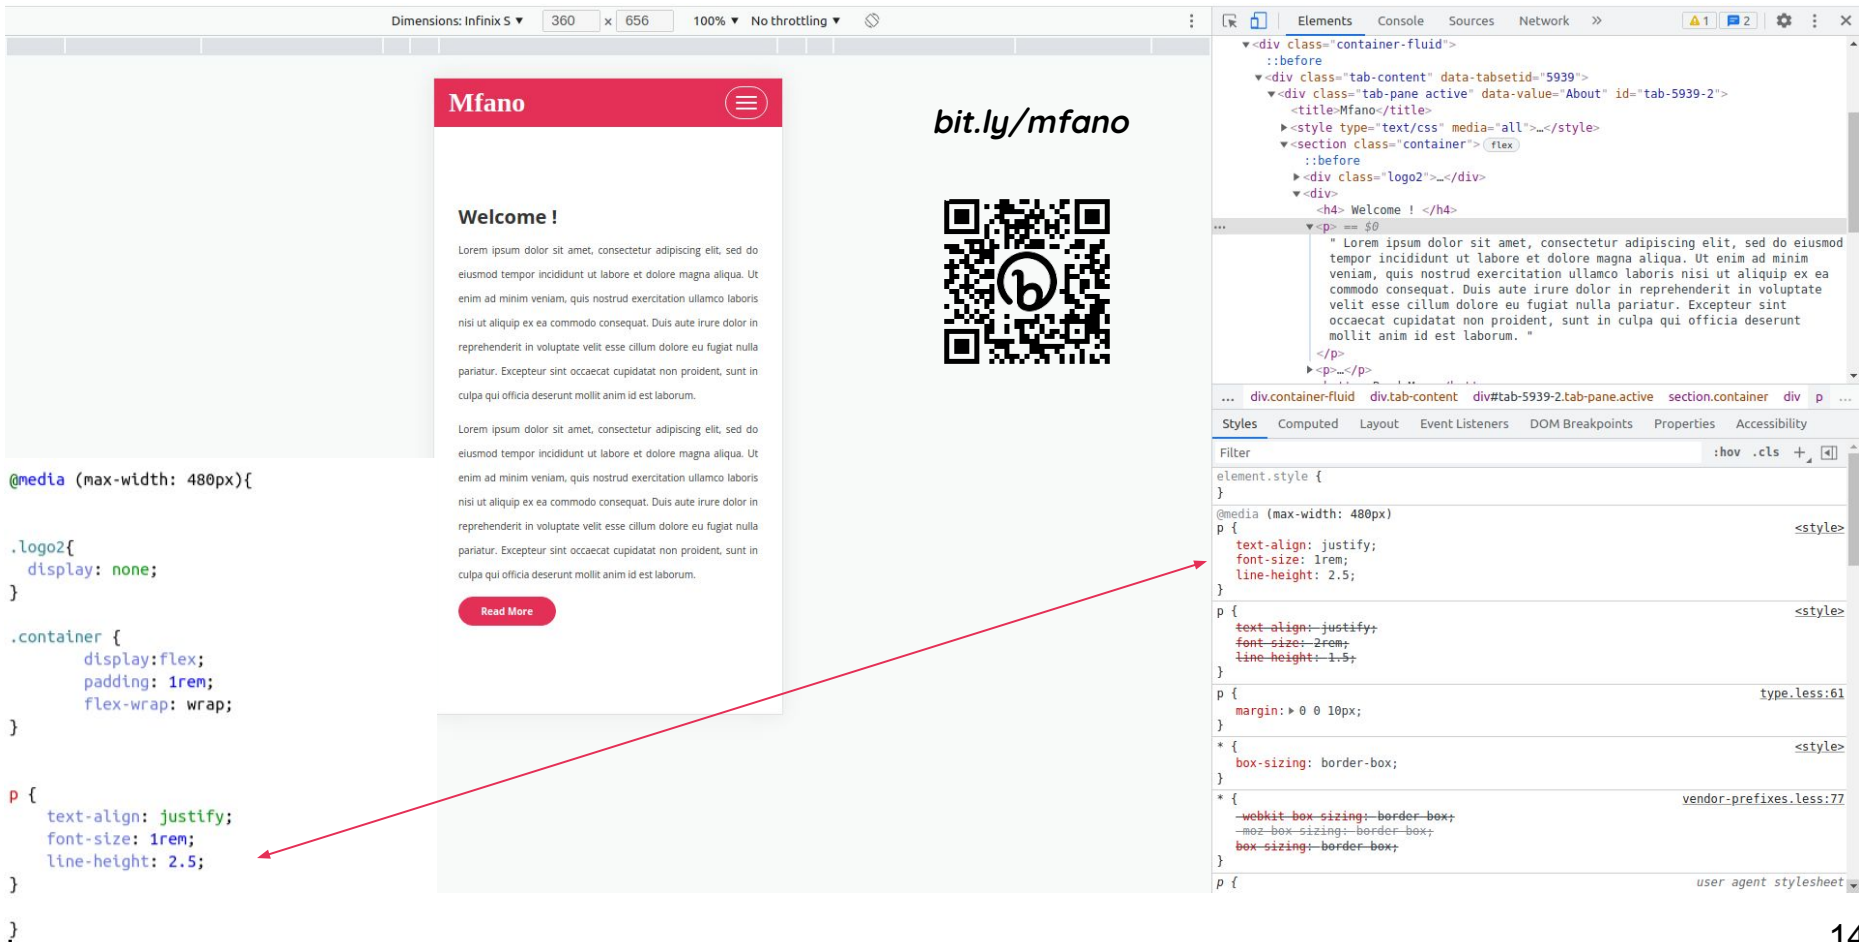 Dimensions: Infinix S ▼ 360 x 656 100% ▼ No throttling ▼
Mfano
Welcome !
Lorem ipsum dolor sit amet, consectetur adipiscing elit, sed do
eiusmod tempor incididunt ut labore et dolore magna aliqua. Ut
enim ad minim veniam, quis nostrud exercitation ullamco laboris
nisi ut aliquip ex ea commodo consequat. Duis aute irure dolor in
reprehenderit in voluptate velit esse cillum dolore eu fugiat nulla
pariatur. Excepteur sint occaecat cupidatat non proident, sunt in
culpa qui officia deserunt mollit anim id est laborum.
Lorem ipsum dolor sit amet, consectetur adipiscing elit, sed do
eiusmod tempor incididunt ut labore et dolore magna aliqua. Ut
enim ad minim veniam, quis nostrud exercitation ullamco laboris
nisi ut aliquip ex ea commodo consequat. Duis aute irure dolor in
reprehenderit in voluptate velit esse cillum dolore eu fugiat nulla
pariatur. Excepteur sint occaecat cupidatat non proident, sunt in
culpa qui officia deserunt mollit anim id est laborum.
Read More
bit.ly/mfano
@media (max-width: 480px){
.logo2{
display: none;
}
.container {
display:flex;
padding: 1rem;
flex-wrap: wrap;
}
p {
text-align: justify;
font-size: 1rem;
line-height: 2.5;
}
}
Elements Console Sources Network » 1 2
▼<div class="container-fluid">
::before
▼<div class="tab-content" data-tabsetid="5939">
▼<div class="tab-pane active" data-value="About" id="tab-5939-2">
<title>Mfano</title>
▶<style type="text/css" media="all">…</style>
▼<section class="container"> flex
::before
▶<div class="logo2">…</div>
▼<div>
<h4> Welcome ! </h4>
… ▼<p> == $0
" Lorem ipsum dolor sit amet, consectetur adipiscing elit, sed do eiusmod
tempor incididunt ut labore et dolore magna aliqua. Ut enim ad minim
veniam, quis nostrud exercitation ullamco laboris nisi ut aliquip ex ea
commodo consequat. Duis aute irure dolor in reprehenderit in voluptate
velit esse cillum dolore eu fugiat nulla pariatur. Excepteur sint
occaecat cupidatat non proident, sunt in culpa qui officia deserunt
mollit anim id est laborum. "
</p>
▶<p>…</p>
… div.container-fluid div.tab-content div#tab-5939-2.tab-pane.active section.container div p …
Styles Computed Layout Event Listeners DOM Breakpoints Properties Accessibility
Filter :hov .cls +
element.style {
}
@media (max-width: 480px)
p { <style>
text-align: justify;
font-size: 1rem;
line-height: 2.5;
}
p { <style>
text-align: justify;
font-size: 2rem;
line-height: 1.5;
}
p { type.less:61
margin: ▶ 0 0 10px;
}
* { <style>
box-sizing: border-box;
}
* { vendor-prefixes.less:77
-webkit-box-sizing: border-box;
-moz-box-sizing: border-box;
box-sizing: border-box;
}
p { user agent stylesheet
14